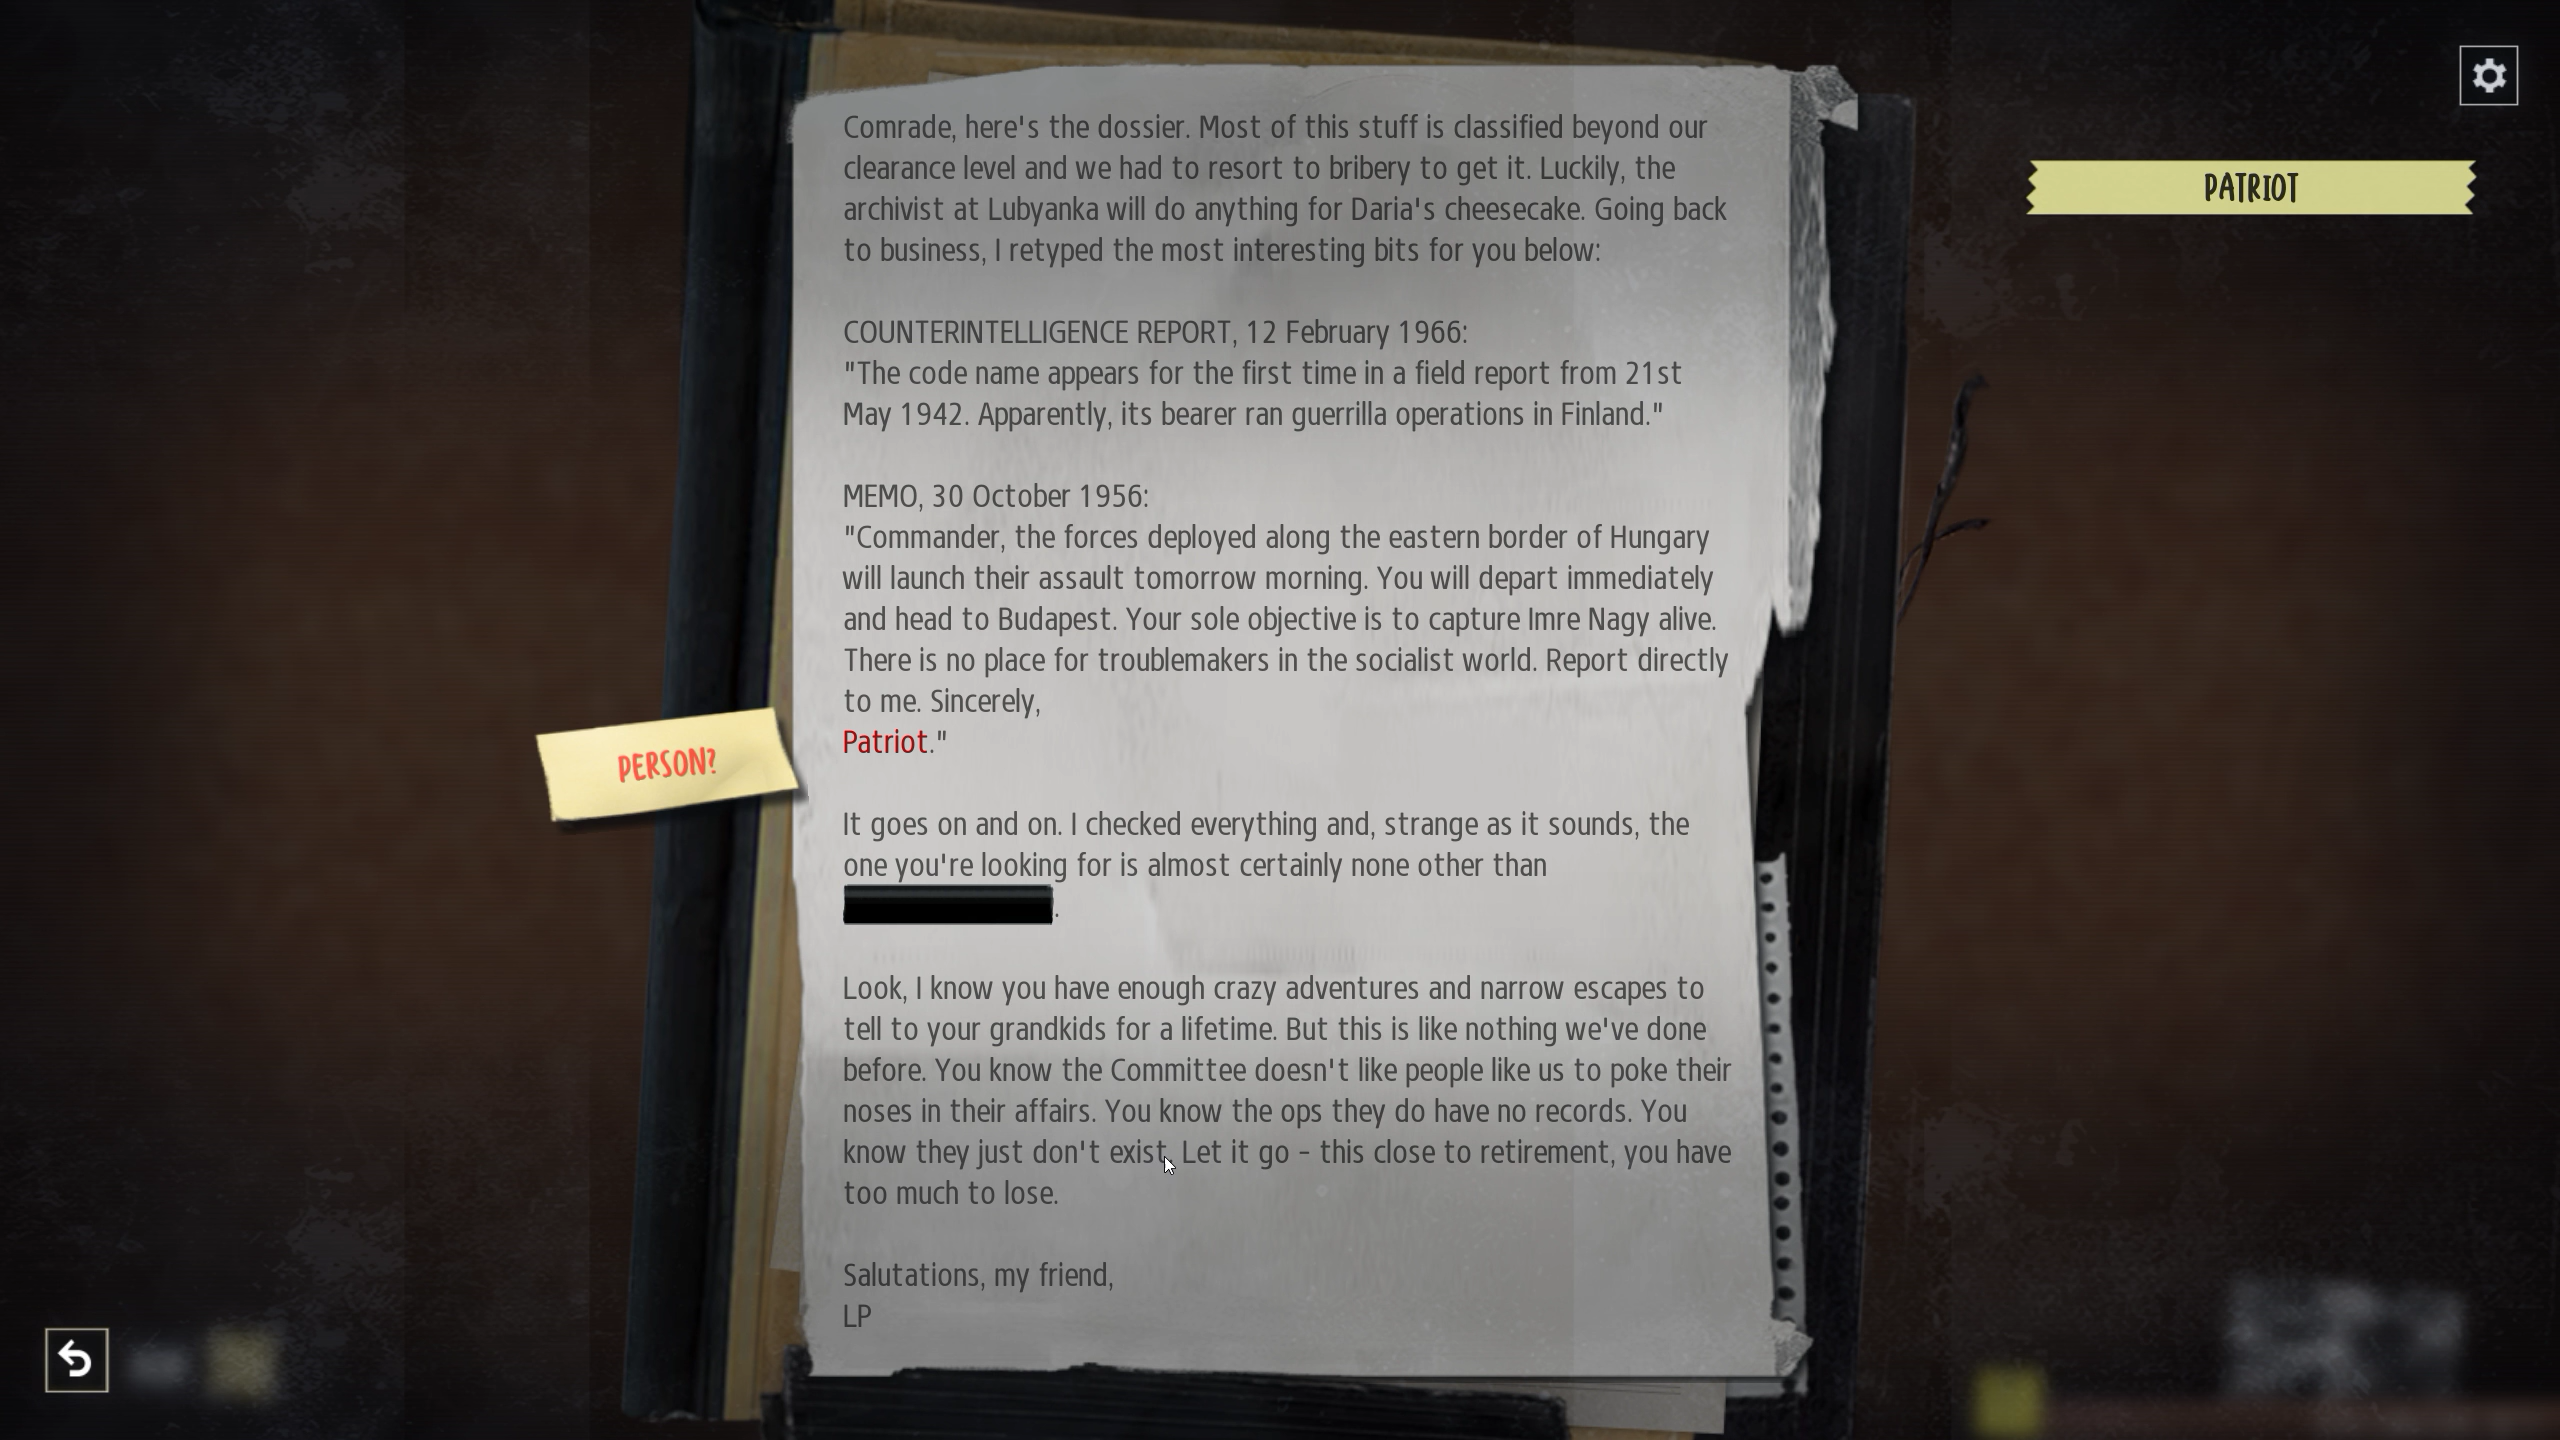 PATRIOT
Comrade, here's the dossier. Most of this stuff is classified beyond our
clearance level and we had to resort to bribery to get it. Luckily, the
archivist at Lubyanka will do anything for Daria's cheesecake. Going back
to business, I retyped the most interesting bits for you below:
COUNTERINTELLIGENCE REPORT, 12 February 1966:
"The code name appears for the first time in a field report from 21st
May 1942. Apparently, its bearer ran guerrilla operations in Finland."
MEMO, 30 October 1956:
"Commander, the forces deployed along the eastern border of Hungary
will launch their assault tomorrow morning. You will depart immediately
and head to Budapest. Your sole objective is to capture Imre Nagy alive.
There is no place for troublemakers in the socialist world. Report directly
to me. Sincerely,
Patriot."
PERSON?
It goes on and on. I checked everything and, strange as it sounds, the
one you're looking for is almost certainly none other than
.
Look, I know you have enough crazy adventures and narrow escapes to
tell to your grandkids for a lifetime. But this is like nothing we've done
before. You know the Committee doesn't like people like us to poke their
noses in their affairs. You know the ops they do have no records. You
know they just don't exist. Let it go - this close to retirement, you have
too much to lose.
Salutations, my friend,
LP